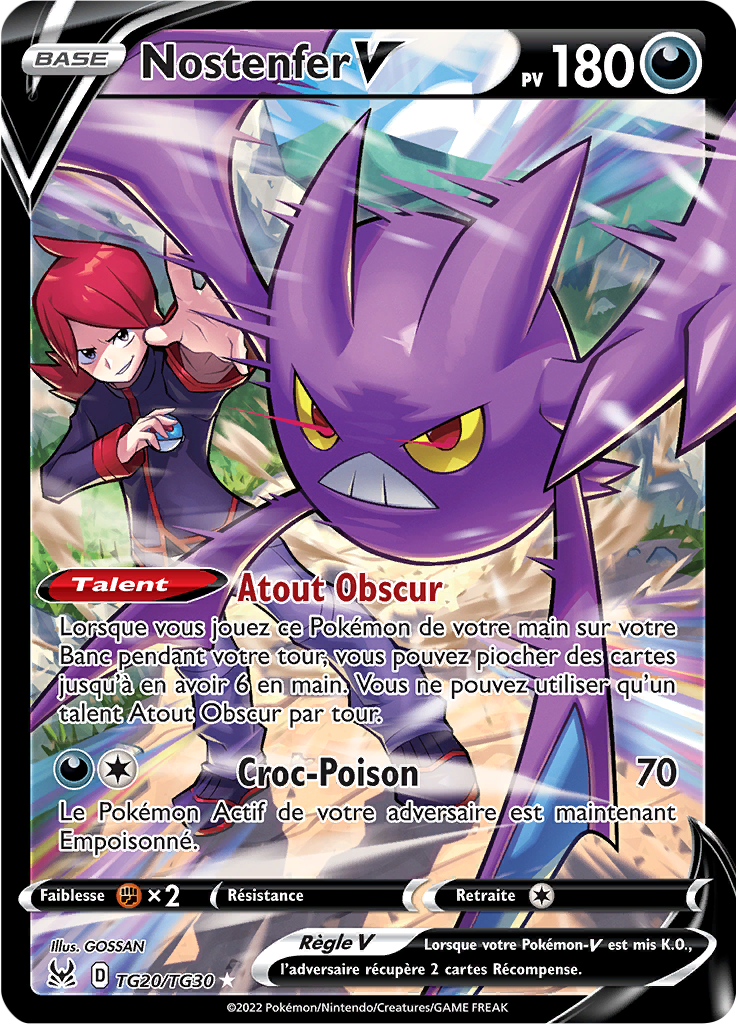 BASE Nostenfer V PV 180
Talent Atout Obscur
Lorsque vous jouez ce Pokémon de votre main sur votre
Banc pendant votre tour, vous pouvez piocher des cartes
jusqu'à en avoir 6 en main. Vous ne pouvez utiliser qu'un
talent Atout Obscur par tour.
Croc-Poison 70
Le Pokémon Actif de votre adversaire est maintenant
Empoisonné.
Faiblesse ×2 Résistance Retraite
Illus. GOSSAN
Règle V Lorsque votre Pokémon-V est mis K.O.,
l'adversaire récupère 2 cartes Récompense.
D TG20/TG30 ★
©2022 Pokémon/Nintendo/Creatures/GAME FREAK